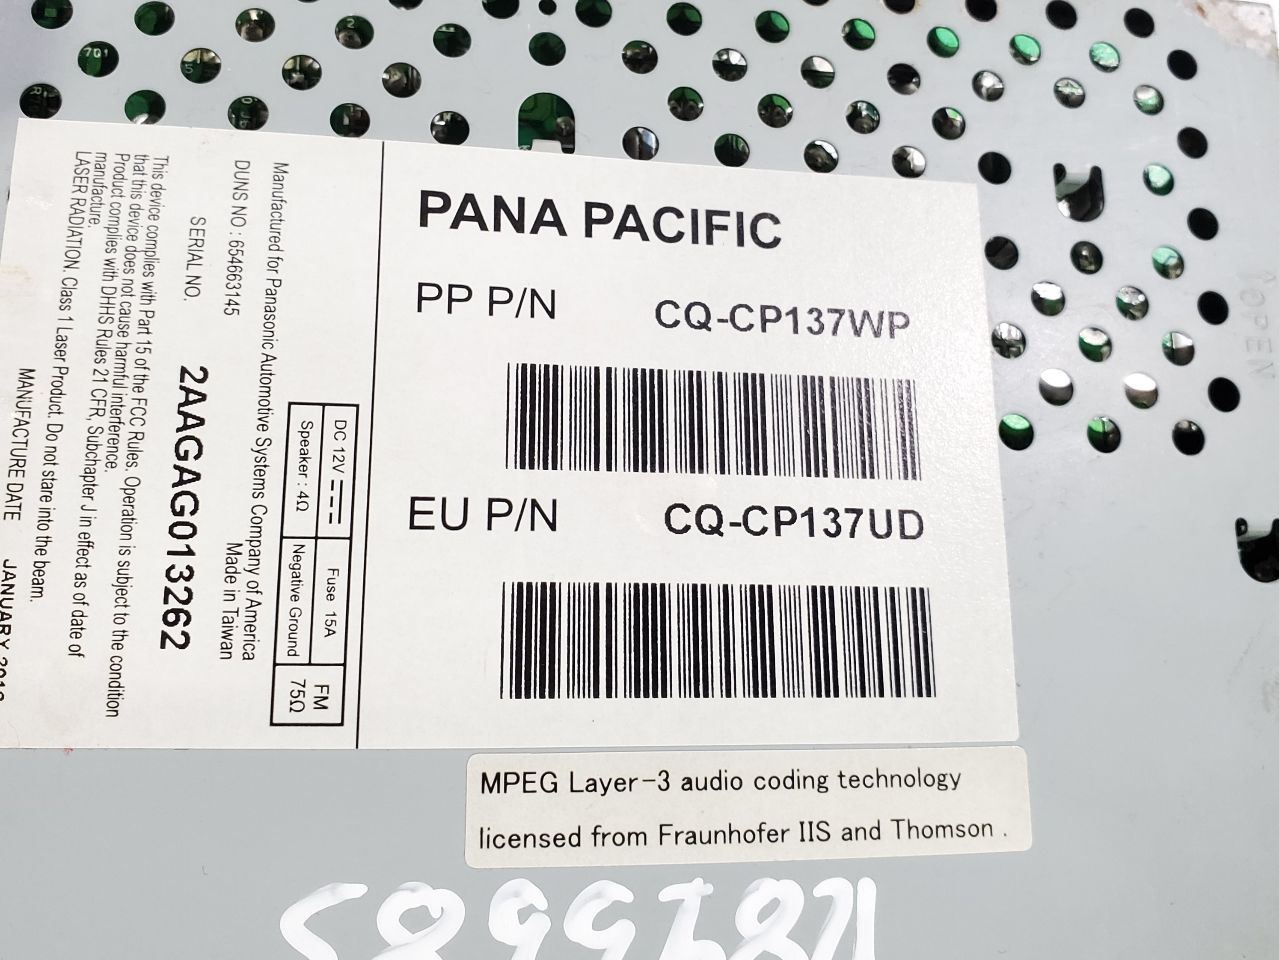 PANA PACIFIC
PP P/N CQ-CP137WP
EU P/N CQ-CP137UD
DC 12V Fuse 15A FM
Speaker : 4Ω Negative Ground 75Ω
Manufactured for Panasonic Automotive Systems Company of America
DUNS NO : 654663145 Made in Taiwan
SERIAL NO. 2AAGAG013262
This device complies with Part 15 of the FCC Rules, Operation is subject to the condition
that this device does not cause harmful interference.
Product complies with DHHS Rules 21 CFR, Subchapter J in effect as of date of
manufacture.
LASER RADIATION. Class 1 Laser Product. Do not stare into the beam.
MANUFACTURE DATE JANUARY
MPEG Layer-3 audio coding technology
licensed from Fraunhofer IIS and Thomson .
OPEN
701